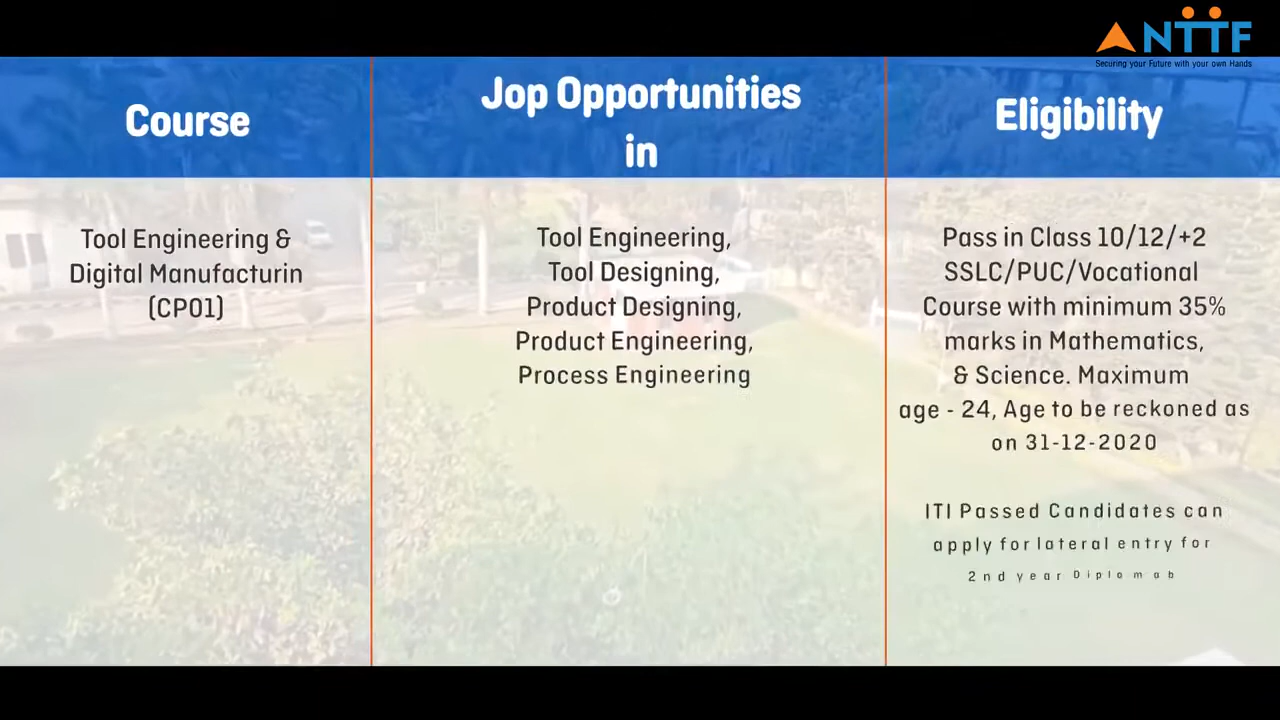 NTTF
Securing your Future with your own Hands
Course
Jop Opportunities
in
Eligibility
Tool Engineering &
Digital Manufacturin
(CP01)
Tool Engineering,
Tool Designing,
Product Designing,
Product Engineering,
Process Engineering
Pass in Class 10/12/+2
SSLC/PUC/Vocational
Course with minimum 35%
marks in Mathematics,
& Science. Maximum
age - 24, Age to be reckoned as
on 31-12-2020
ITI Passed Candidates can
apply for lateral entry for
2nd year Diplomab